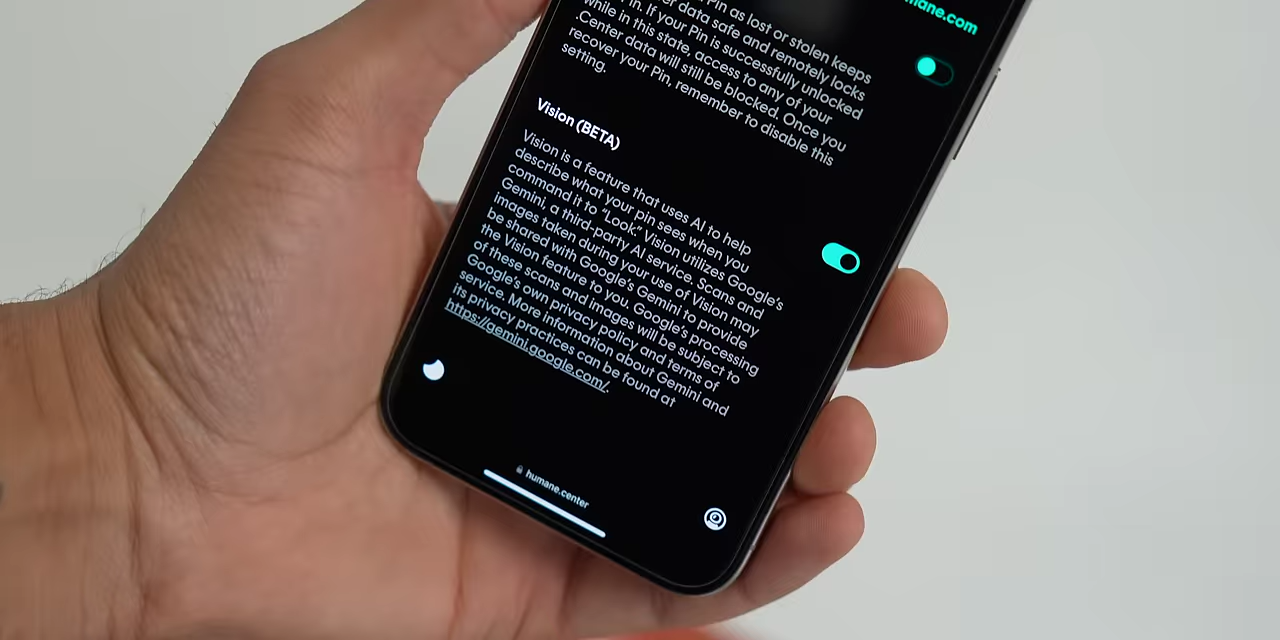 mane.com
Pin as lost or stolen keeps
r data safe and remotely locks
in. If your Pin is successfully unlocked
while in this state, access to any of your
.Center data will still be blocked. Once you
recover your Pin, remember to disable this
setting.
Vision (BETA)
Vision is a feature that uses AI to help
describe what your pin sees when you
command it to “Look.” Vision utilizes Google’s
Gemini, a third-party AI service. Scans and
images taken during your use of Vision may
be shared with Google’s Gemini to provide
the Vision feature to you. Google’s processing
of these scans and images will be subject to
Google’s own privacy policy and terms of
service. More information about Gemini and
its privacy practices can be found at
https://gemini.google.com/.
humane.center